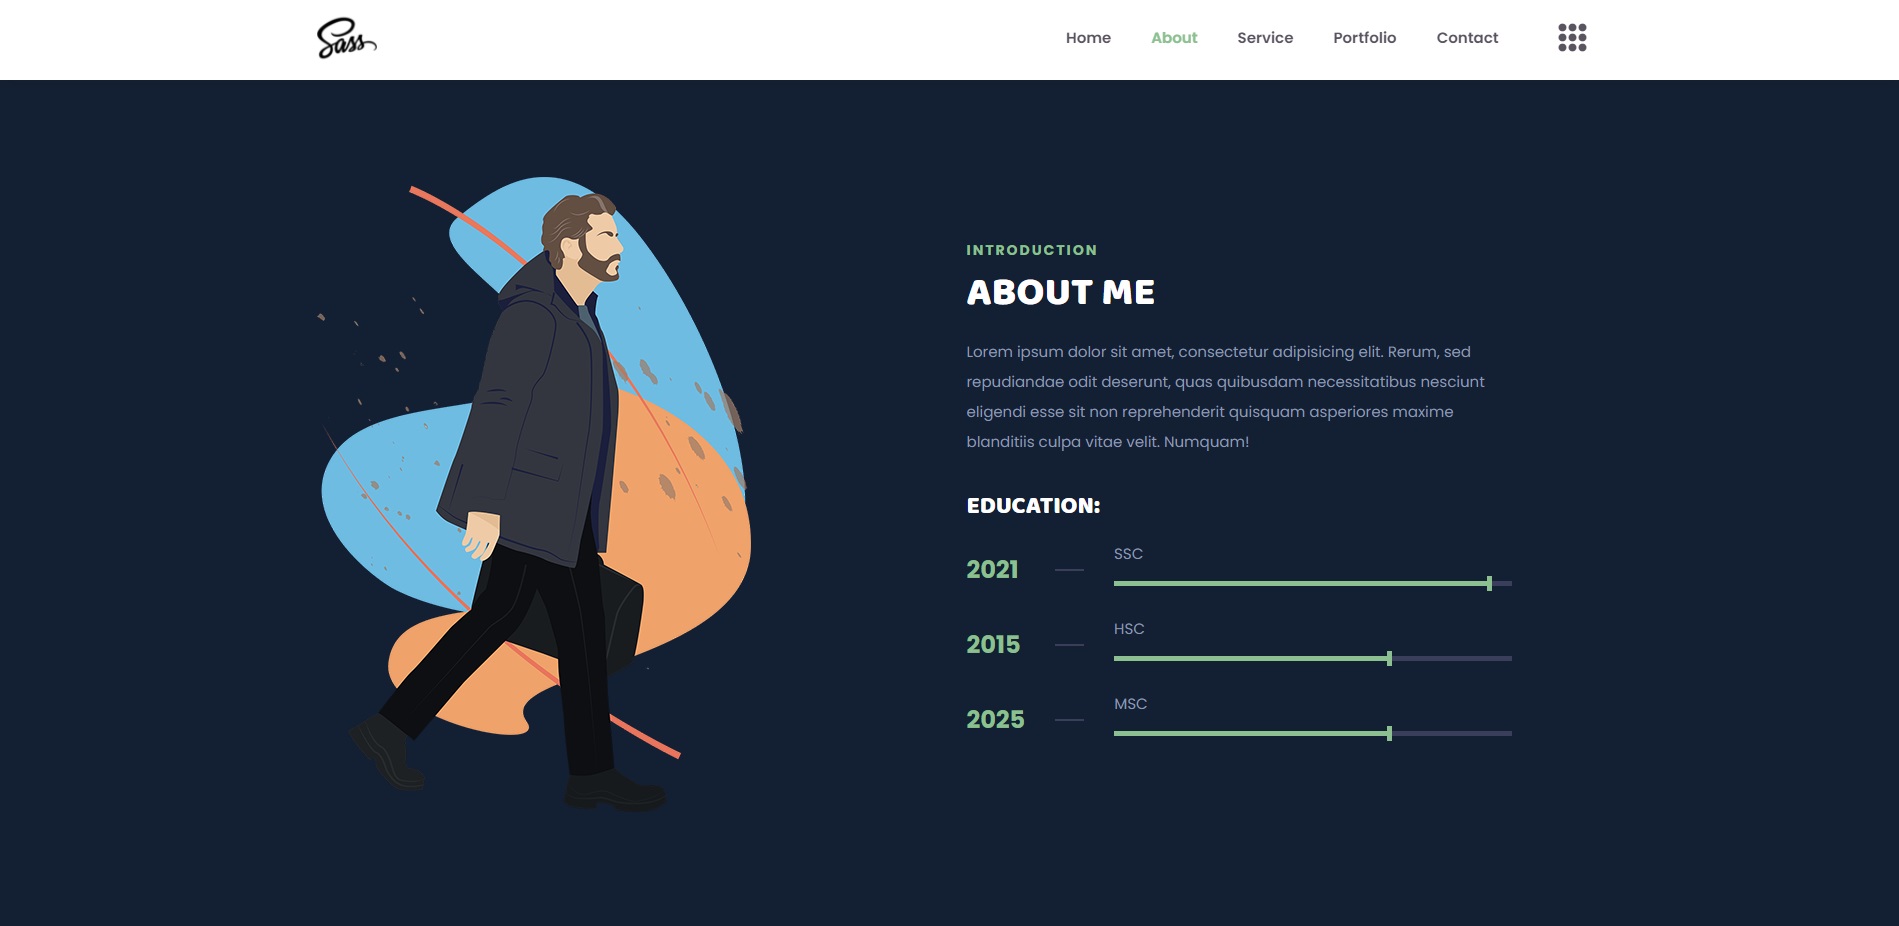 Sass
Home About Service Portfolio Contact
INTRODUCTION
ABOUT ME
Lorem ipsum dolor sit amet, consectetur adipisicing elit. Rerum, sed
repudiandae odit deserunt, quas quibusdam necessitatibus nesciunt
eligendi esse sit non reprehenderit quisquam asperiores maxime
blanditiis culpa vitae velit. Numquam!
EDUCATION:
2021 SSC
2015 HSC
2025 MSC